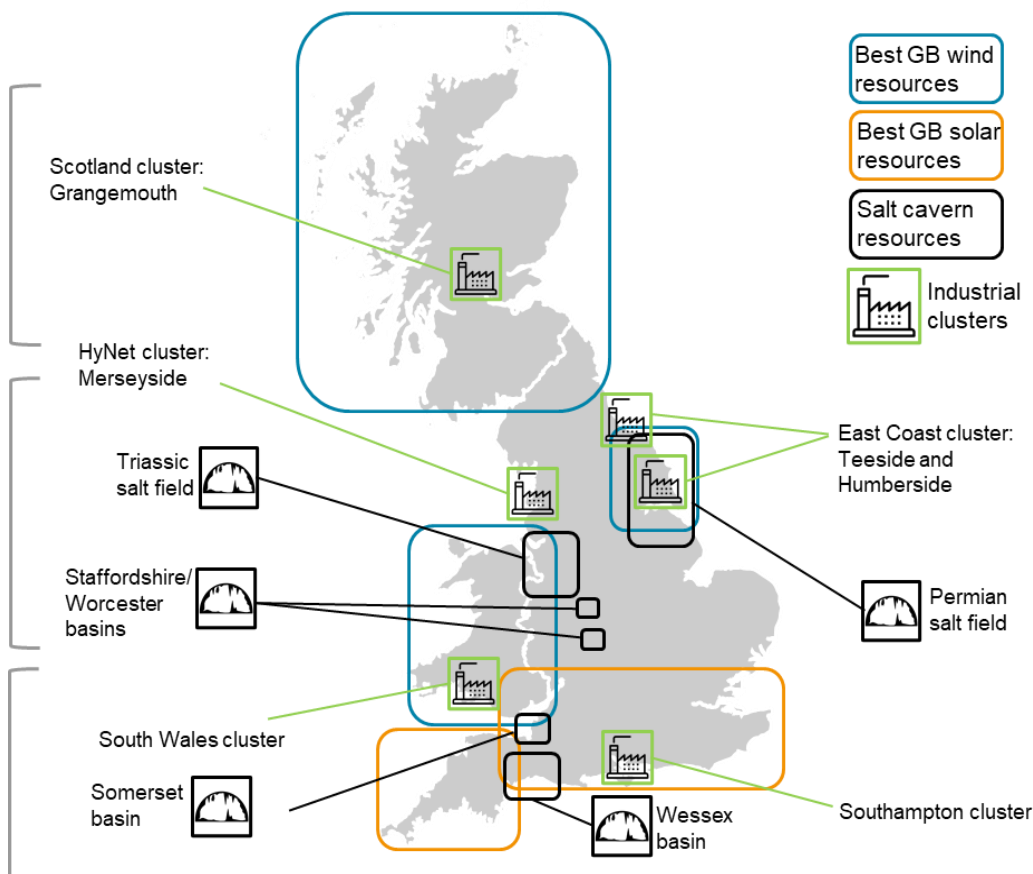 Best GB wind
resources
Best GB solar
resources
Salt cavern
resources
Industrial
clusters
Scotland cluster:
Grangemouth
HyNet cluster:
Merseyside
East Coast cluster:
Teeside and
Humberside
Triassic
salt field
Staffordshire/
Worcester
basins
Permian
salt field
South Wales cluster
Somerset
basin
Wessex
basin
Southampton cluster